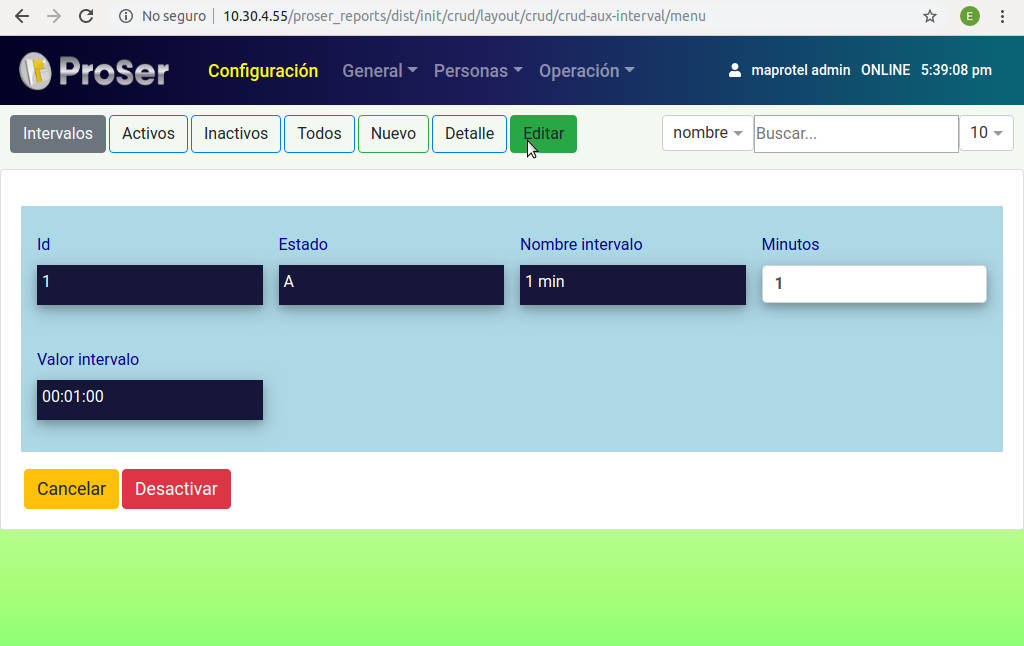 No seguro 10.30.4.55/proser_reports/dist/init/crud/layout/crud/crud-aux-interval/menu E
ProSer Configuración General Personas Operación maprotel admin ONLINE 5:39:08 pm
Intervalos Activos Inactivos Todos Nuevo Detalle Editar nombre Buscar... 10
Id Estado Nombre intervalo Minutos
1 A 1 min 1
Valor intervalo
00:01:00
Cancelar Desactivar